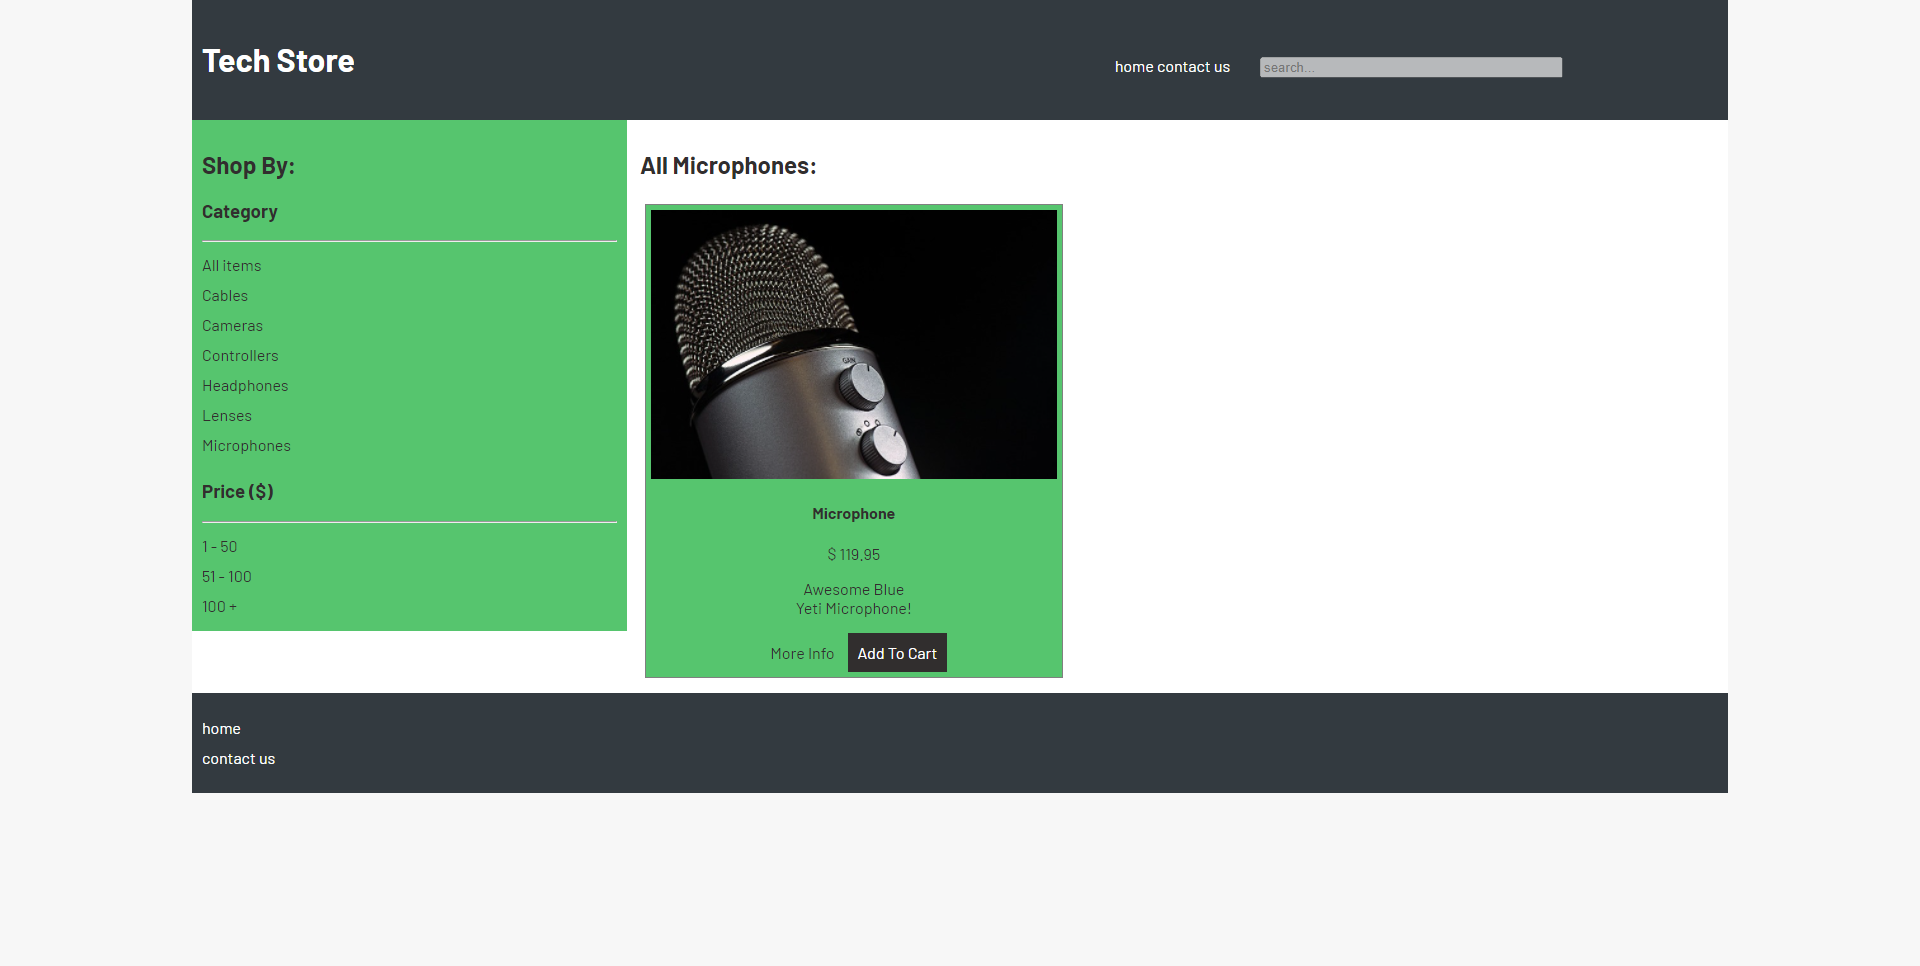 Tech Store
home contact us
search...
Shop By:
Category
All items
Cables
Cameras
Controllers
Headphones
Lenses
Microphones
Price ($)
1 - 50
51 - 100
100 +
All Microphones:
GAIN
Microphone
$ 119.95
Awesome Blue
Yeti Microphone!
More Info
Add To Cart
home
contact us